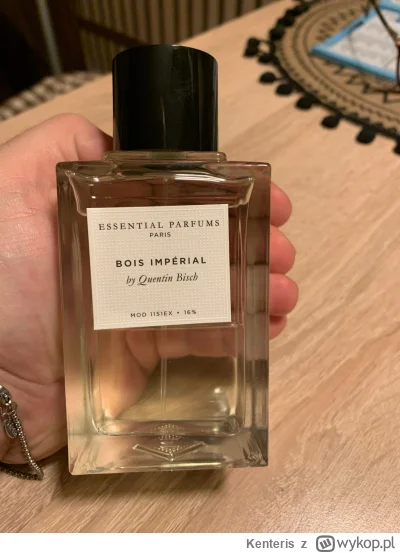 ESSENTIAL PARFUMS
PARIS
BOIS IMPÉRIAL
by Quentin Bisch
MOD 1151EX • 16%
Kenteris z wykop.pl